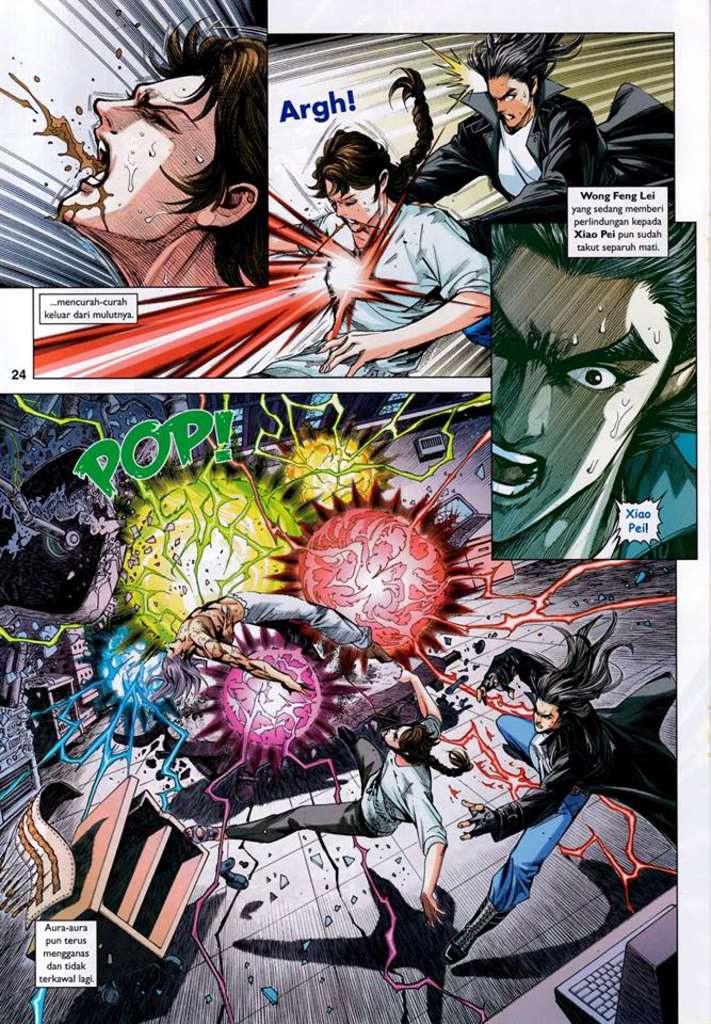 Argh!
Wong Feng Lei
yang sedang memberi
perlindungan kepada
Xiao Pei pun sudah
takut separuh mati.
...mencurah-curah
keluar dari mulutnya.
24
Xiao
Pei!
POP!
Aura-aura
pun terus
mengganas
dan tidak
terkawal lagi.